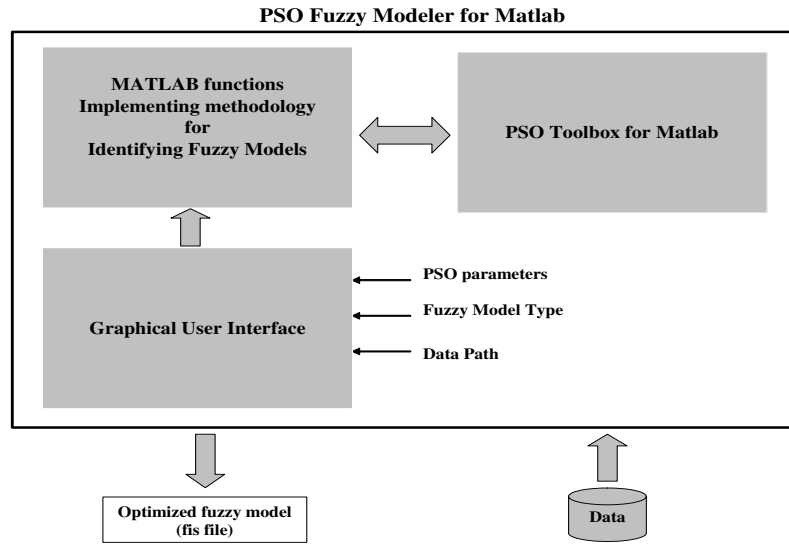 PSO Fuzzy Modeler for Matlab
MATLAB functions
Implementing methodology
for
Identifying Fuzzy Models
PSO Toolbox for Matlab
Graphical User Interface
PSO parameters
Fuzzy Model Type
Data Path
Optimized fuzzy model
(fis file)
Data